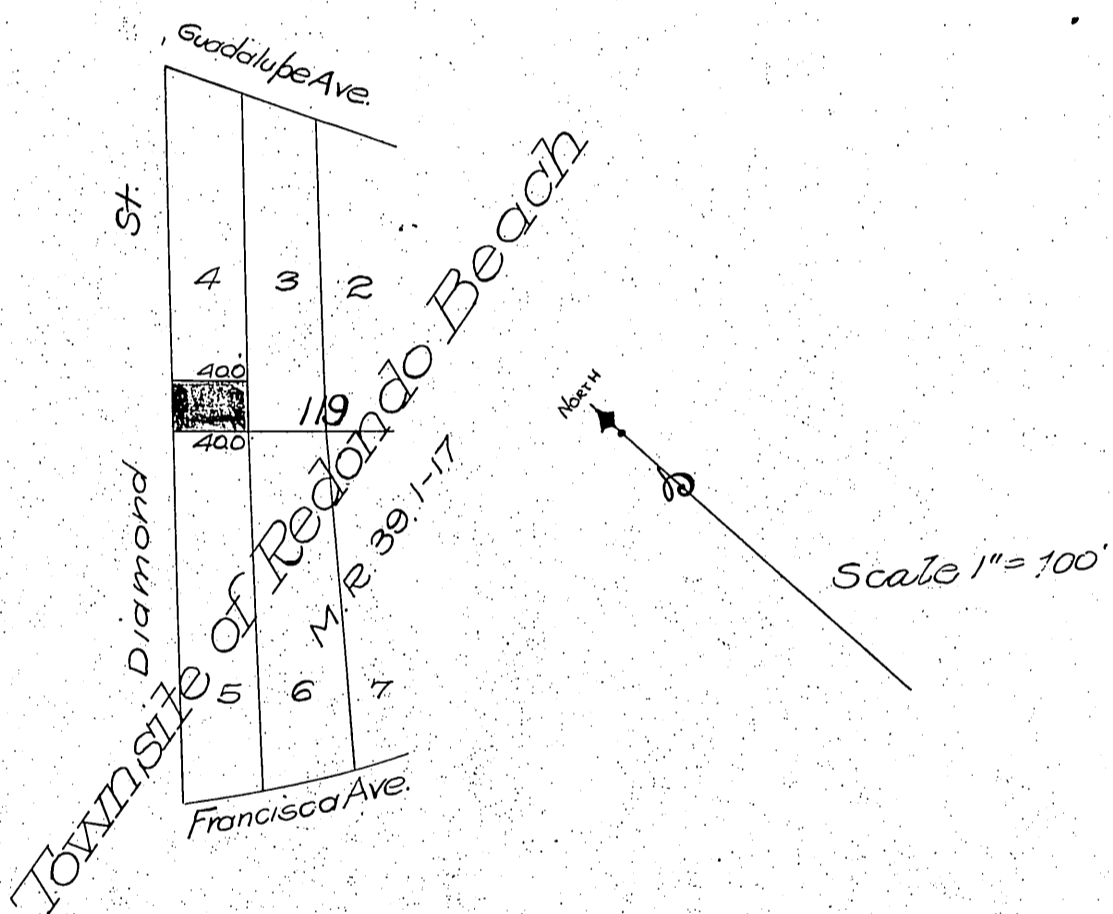 Guadalupe Ave.
St.
4 3 2
40.0
119
40.0
Diamond
Townsite of Redondo Beach
M. R. 39. 1-17
5 6 7
Francisca Ave.
NORTH
Scale 1" = 100'